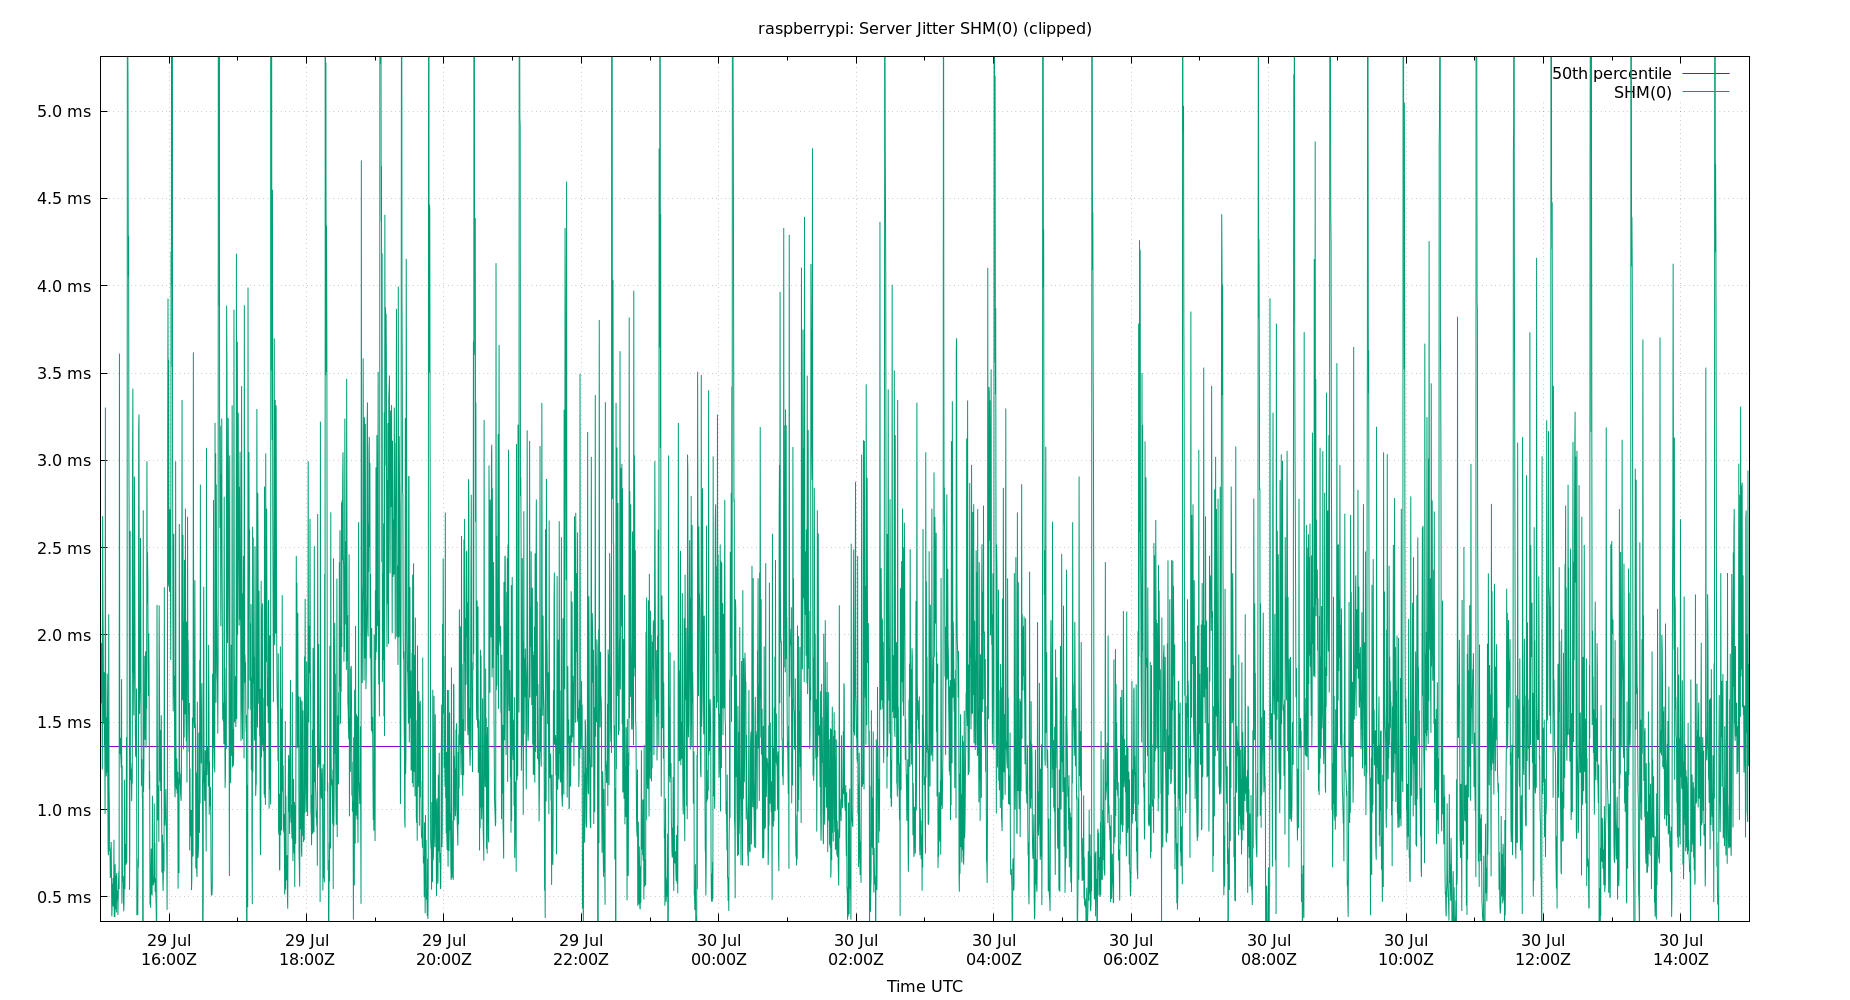 raspberrypi: Server Jitter SHM(0) (clipped)
50th percentile
SHM(0)
5.0 ms
4.5 ms
4.0 ms
3.5 ms
3.0 ms
2.5 ms
2.0 ms
1.5 ms
1.0 ms
0.5 ms
29 Jul 29 Jul 29 Jul 29 Jul 30 Jul 30 Jul 30 Jul 30 Jul 30 Jul 30 Jul 30 Jul 30 Jul
16:00Z 18:00Z 20:00Z 22:00Z 00:00Z 02:00Z 04:00Z 06:00Z 08:00Z 10:00Z 12:00Z 14:00Z
Time UTC